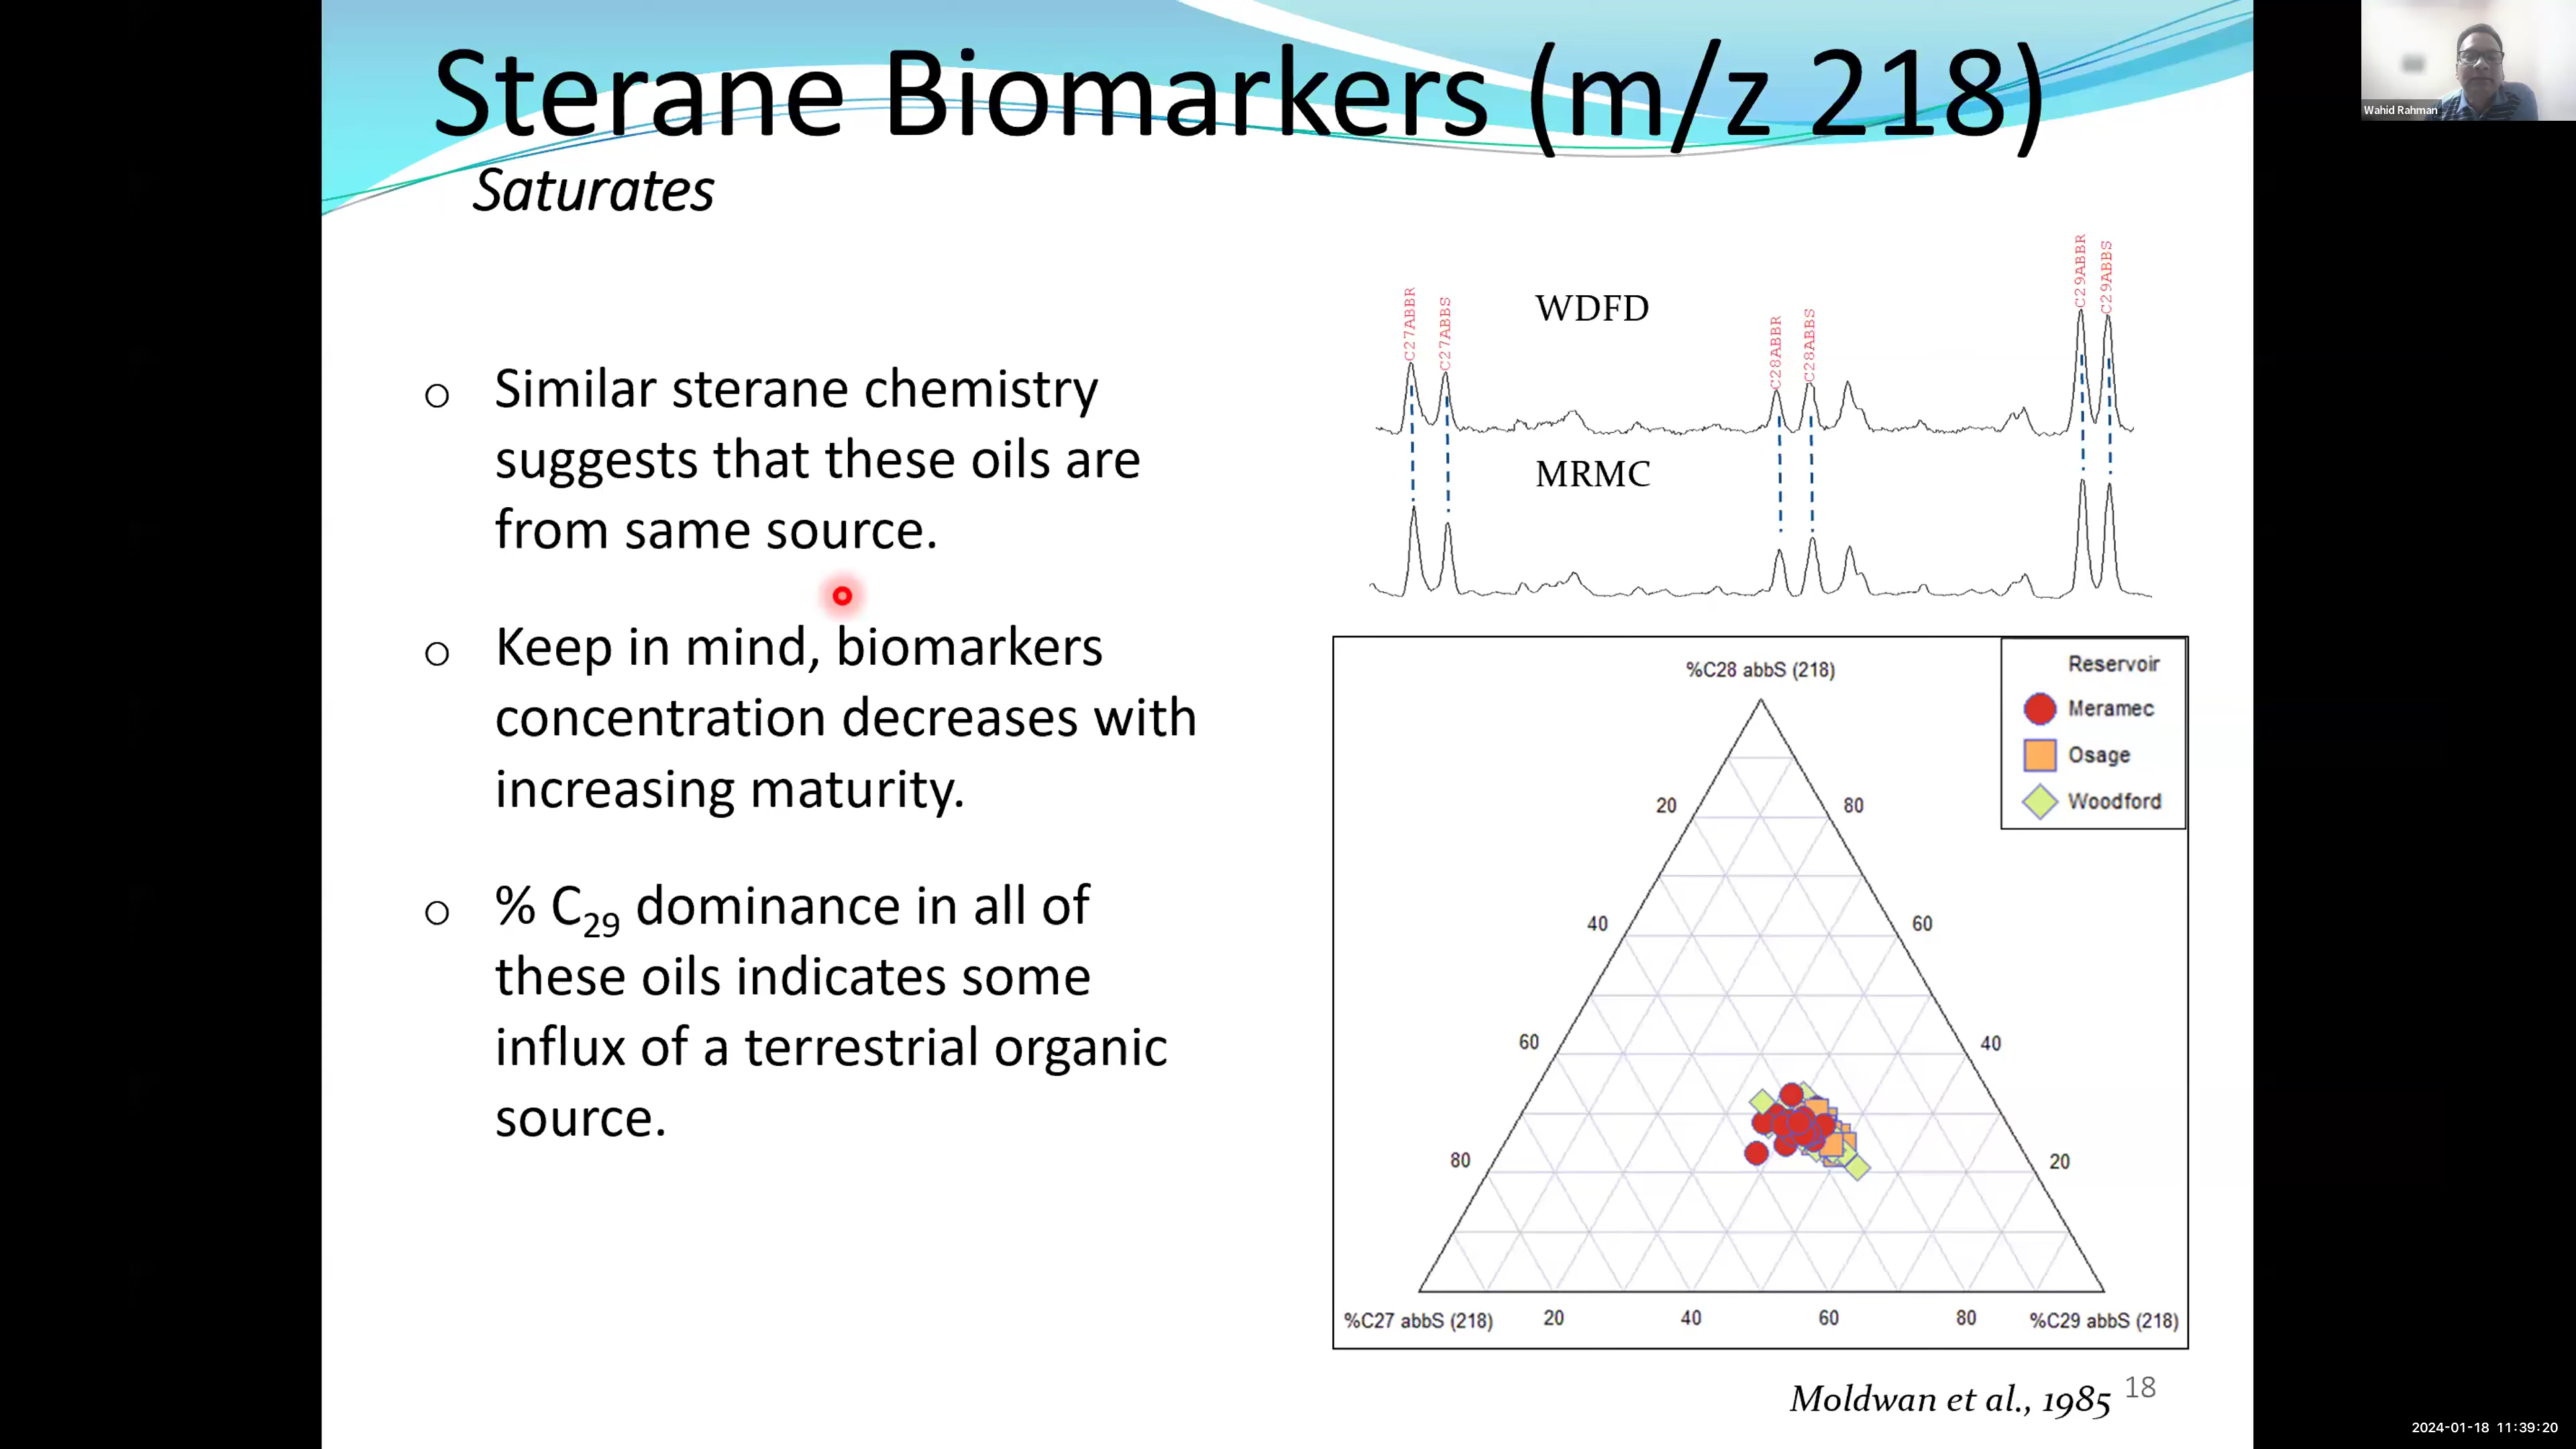 Sterane Biomarkers (m/z 218)
Saturates
Wahid Rahman
o Similar sterane chemistry
suggests that these oils are
from same source.
o Keep in mind, biomarkers
concentration decreases with
increasing maturity.
o % C29 dominance in all of
these oils indicates some
influx of a terrestrial organic
source.
C27ABBR
C27ABBS
WDFD
C28ABBR
C28ABBS
C29ABBR
C29ABBS
MRMC
%C28 abbS (218)
Reservoir
Meramec
Osage
Woodford
20 80
40 60
60 40
80 20
%C27 abbS (218) 20 40 60 80 %C29 abbS (218)
Moldwan et al., 1985 18
2024-01-18 11:39:20